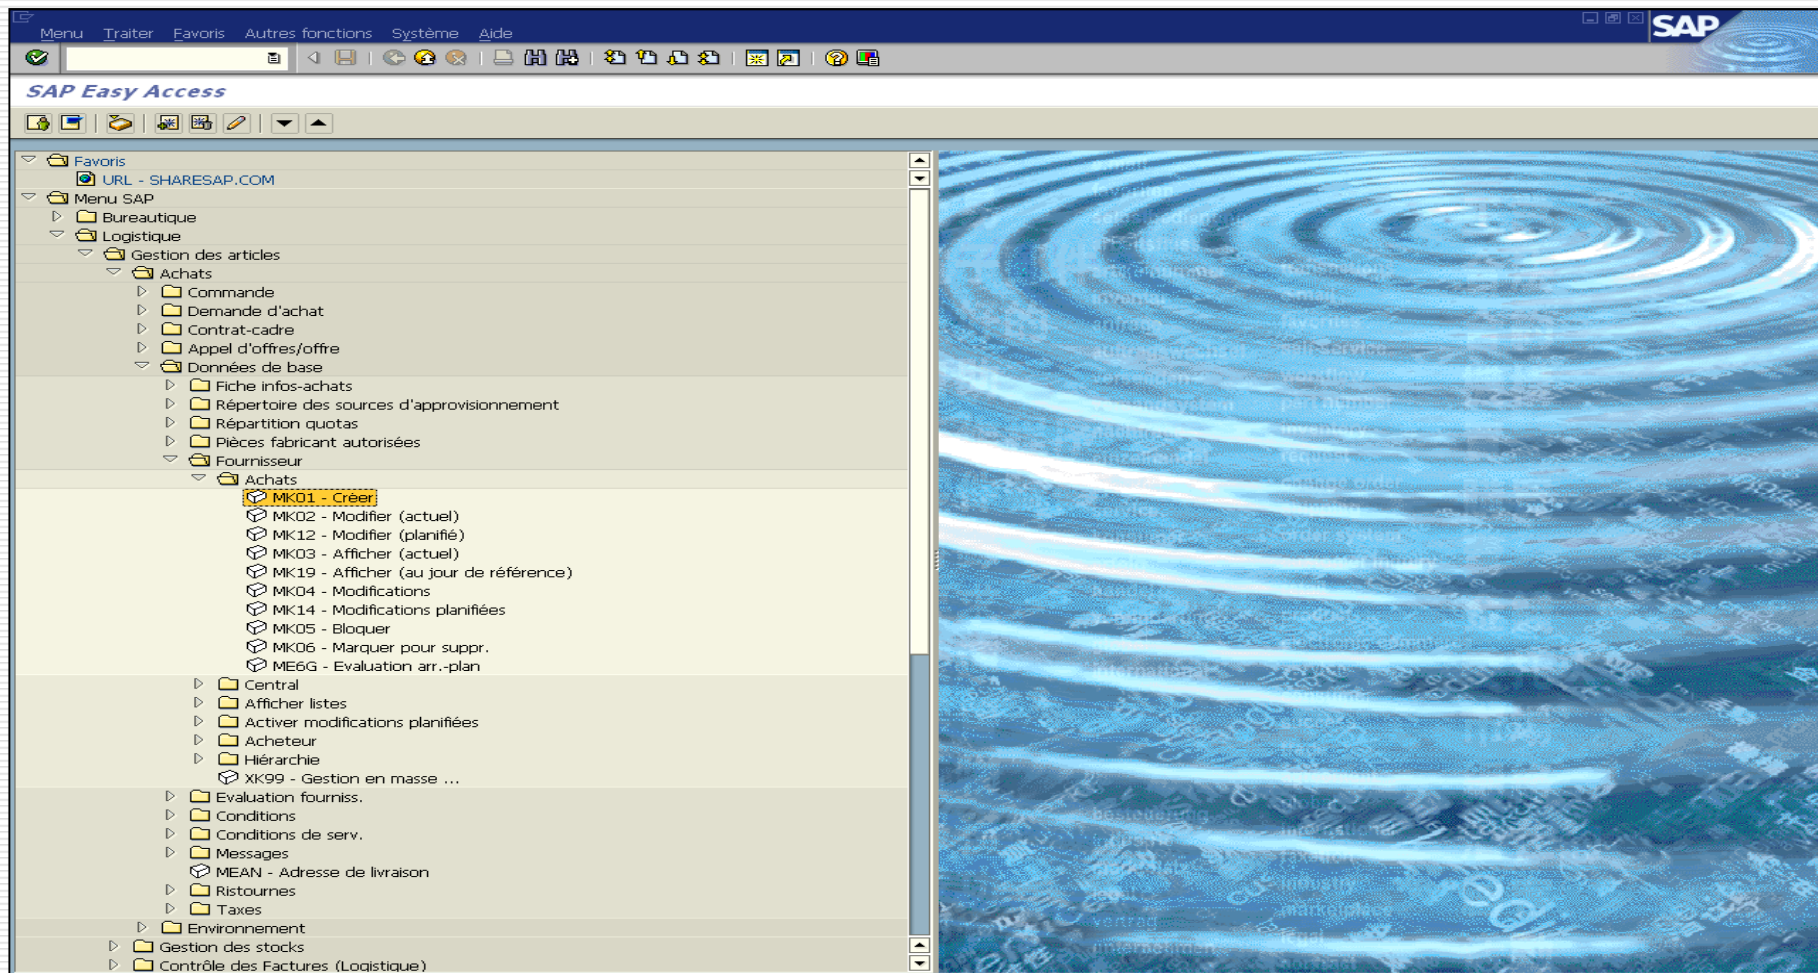 Menu Traiter Favoris Autres fonctions Système Aide
SAP
SAP Easy Access
Favoris
URL - SHARESAP.COM
Menu SAP
Bureautique
Logistique
Gestion des articles
Achats
Commande
Demande d'achat
Contrat-cadre
Appel d'offres/offre
Données de base
Fiche infos-achats
Répertoire des sources d'approvisionnement
Répartition quotas
Pièces fabricant autorisées
Fournisseur
Achats
MK01 - Créer
MK02 - Modifier (actuel)
MK12 - Modifier (planifié)
MK03 - Afficher (actuel)
MK19 - Afficher (au jour de référence)
MK04 - Modifications
MK14 - Modifications planifiées
MK05 - Bloquer
MK06 - Marquer pour suppr.
ME6G - Evaluation arr.-plan
Central
Afficher listes
Activer modifications planifiées
Acheteur
Hiérarchie
XK99 - Gestion en masse ...
Evaluation fourniss.
Conditions
Conditions de serv.
Messages
MEAN - Adresse de livraison
Ristournes
Taxes
Environnement
Gestion des stocks
Contrôle des Factures (Logistique)